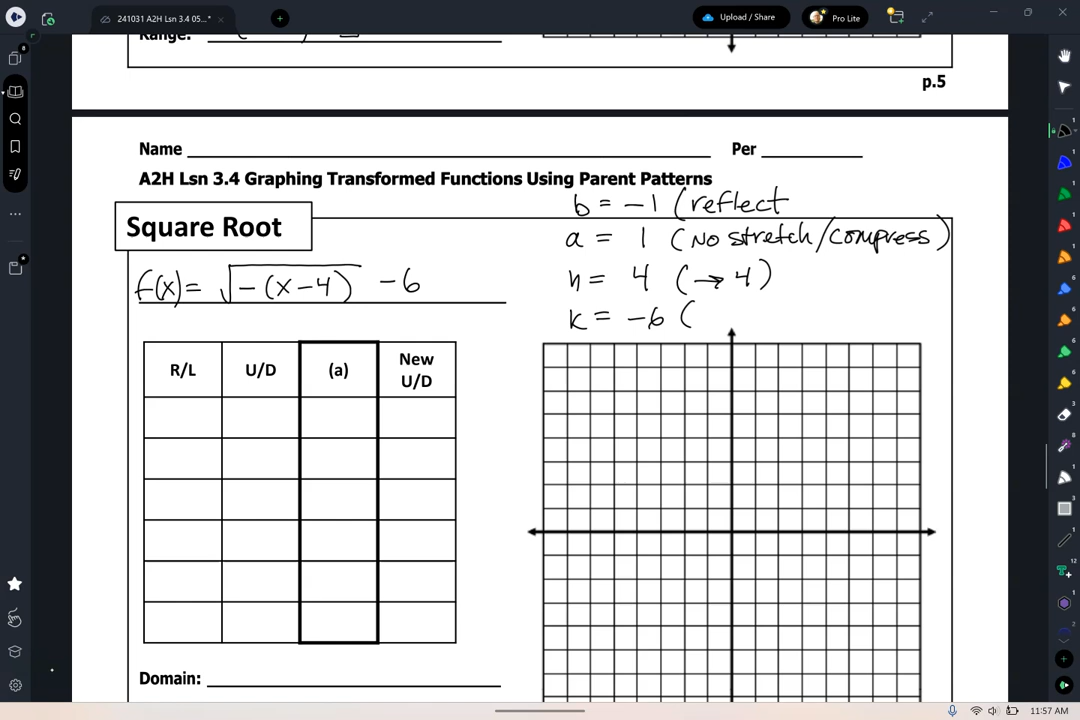 241031 A2H Lsn 3.4 05...*
Upload / Share
Pro Lite
Range:
p.5
Name
Per
A2H Lsn 3.4 Graphing Transformed Functions Using Parent Patterns
b = -1 (reflect
Square Root
a = 1 (No stretch/compress)
f(x) = √-(x-4) -6
h = 4 (→ 4)
k = -6 (
R/L U/D (a) New U/D
Domain:
11:57 AM